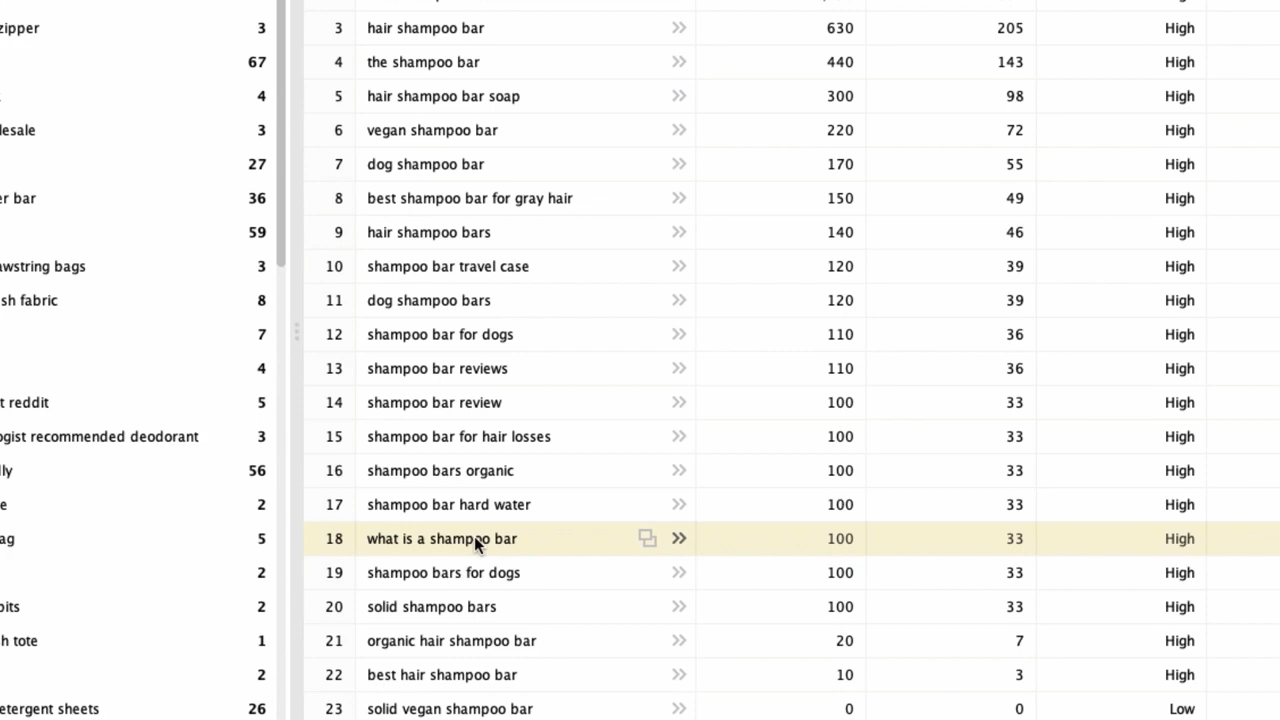 zipper 3
67
4
lesale 3
27
er bar 36
59
awstring bags 3
sh fabric 8
7
4
t reddit 5
ogist recommended deodorant 3
lly 56
e 2
ag 5
2
bits 2
h tote 1
2
etergent sheets 26
3 hair shampoo bar 630 205 High
4 the shampoo bar 440 143 High
5 hair shampoo bar soap 300 98 High
6 vegan shampoo bar 220 72 High
7 dog shampoo bar 170 55 High
8 best shampoo bar for gray hair 150 49 High
9 hair shampoo bars 140 46 High
10 shampoo bar travel case 120 39 High
11 dog shampoo bars 120 39 High
12 shampoo bar for dogs 110 36 High
13 shampoo bar reviews 110 36 High
14 shampoo bar review 100 33 High
15 shampoo bar for hair losses 100 33 High
16 shampoo bars organic 100 33 High
17 shampoo bar hard water 100 33 High
18 what is a shampoo bar 100 33 High
19 shampoo bars for dogs 100 33 High
20 solid shampoo bars 100 33 High
21 organic hair shampoo bar 20 7 High
22 best hair shampoo bar 10 3 High
23 solid vegan shampoo bar 0 0 Low